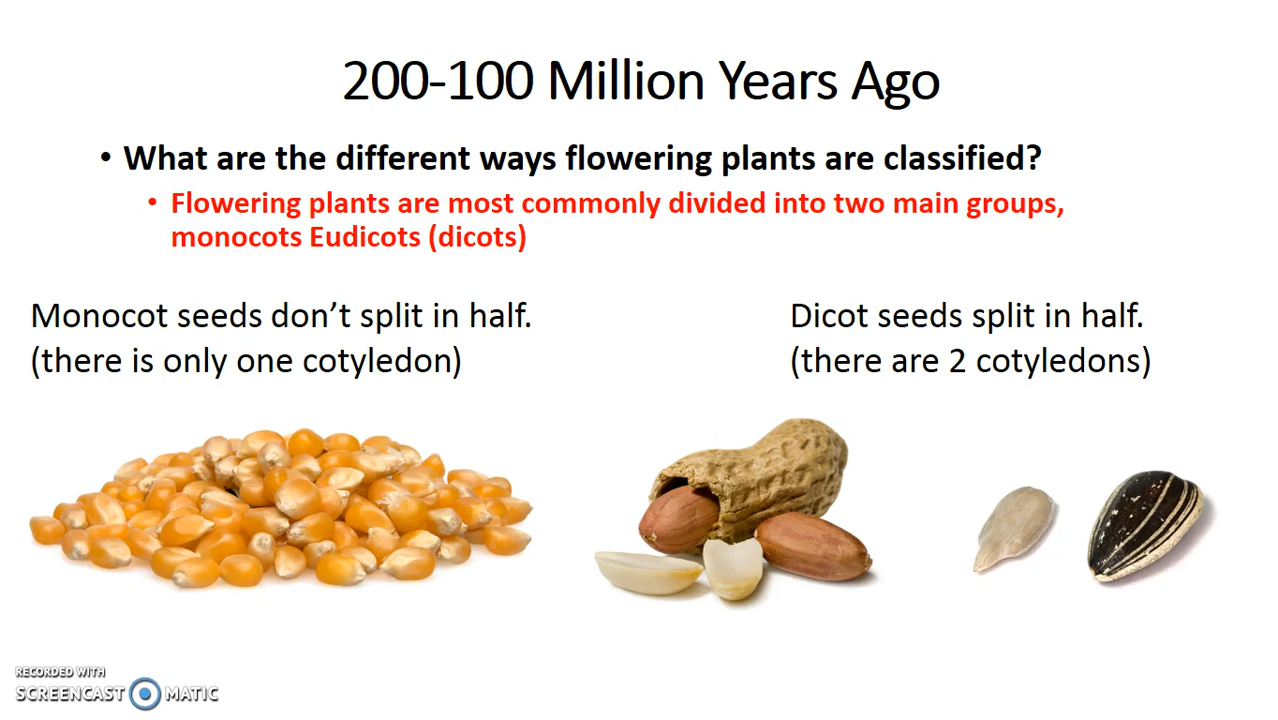 200-100 Million Years Ago
• What are the different ways flowering plants are classified?
• Flowering plants are most commonly divided into two main groups,
monocots Eudicots (dicots)
Monocot seeds don’t split in half.
(there is only one cotyledon)
Dicot seeds split in half.
(there are 2 cotyledons)
RECORDED WITH
SCREENCAST MATIC